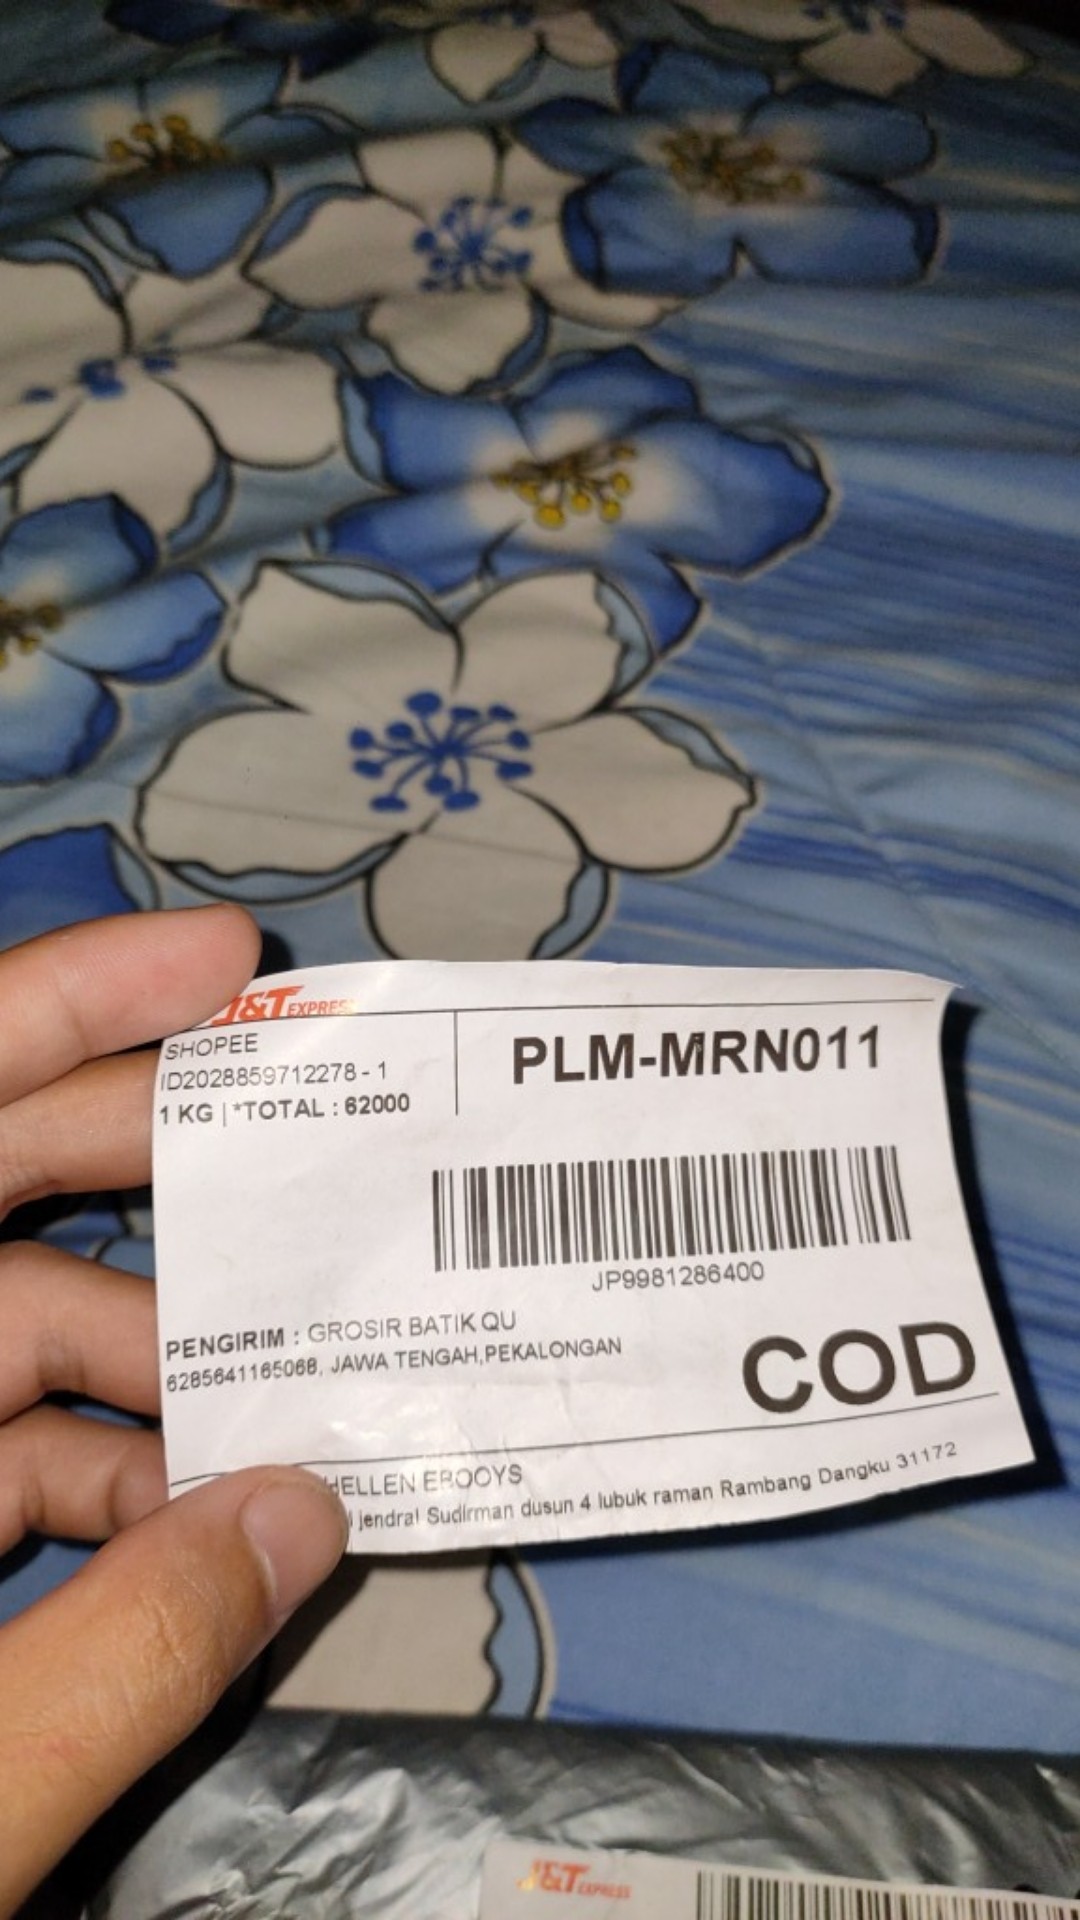 J&T EXPRESS
SHOPEE
ID2028859712278 - 1
1 KG | *TOTAL : 62000
PLM-MRN011
JP9981286400
PENGIRIM : GROSIR BATIK QU
6285641165068, JAWA TENGAH,PEKALONGAN
COD
HELLEN EBOOYS
jendral Sudirman dusun 4 lubuk raman Rambang Dangku 31172
J&T EXPRESS